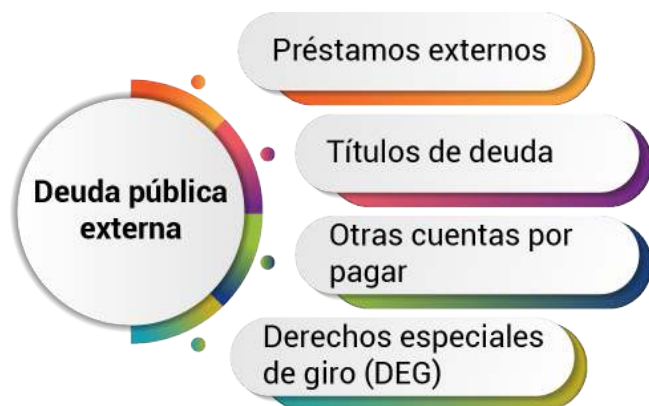 Préstamos externos
Títulos de deuda
Deuda pública
externa
Otras cuentas por
pagar
Derechos especiales
de giro (DEG)